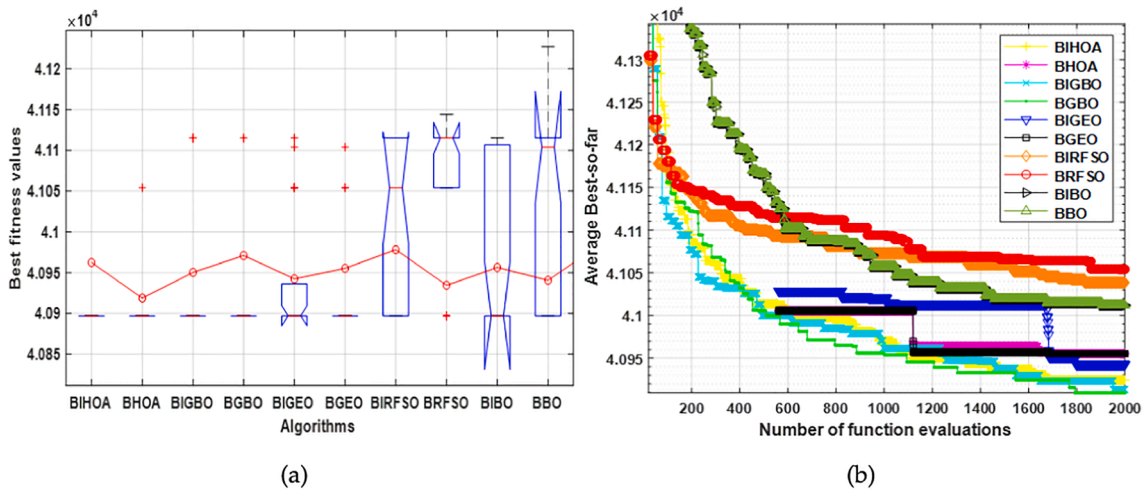 ×10⁴
4.12
4.115
4.11
4.105
4.1
4.095
4.09
4.085
Best fitness values
BIHOA BHOA BIGBO BGBO BIGEO BGEO BIRFSO BRFSO BIBO BBO
Algorithms
(a)
×10⁴
4.13
4.125
4.12
4.115
4.11
4.105
4.1
4.095
Average Best-so-far
BIHOA
BHOA
BIGBO
BGBO
BIGEO
BGEO
BIRFSO
BRFSO
BIBO
BBO
200 400 600 800 1000 1200 1400 1600 1800 2000
Number of function evaluations
(b)